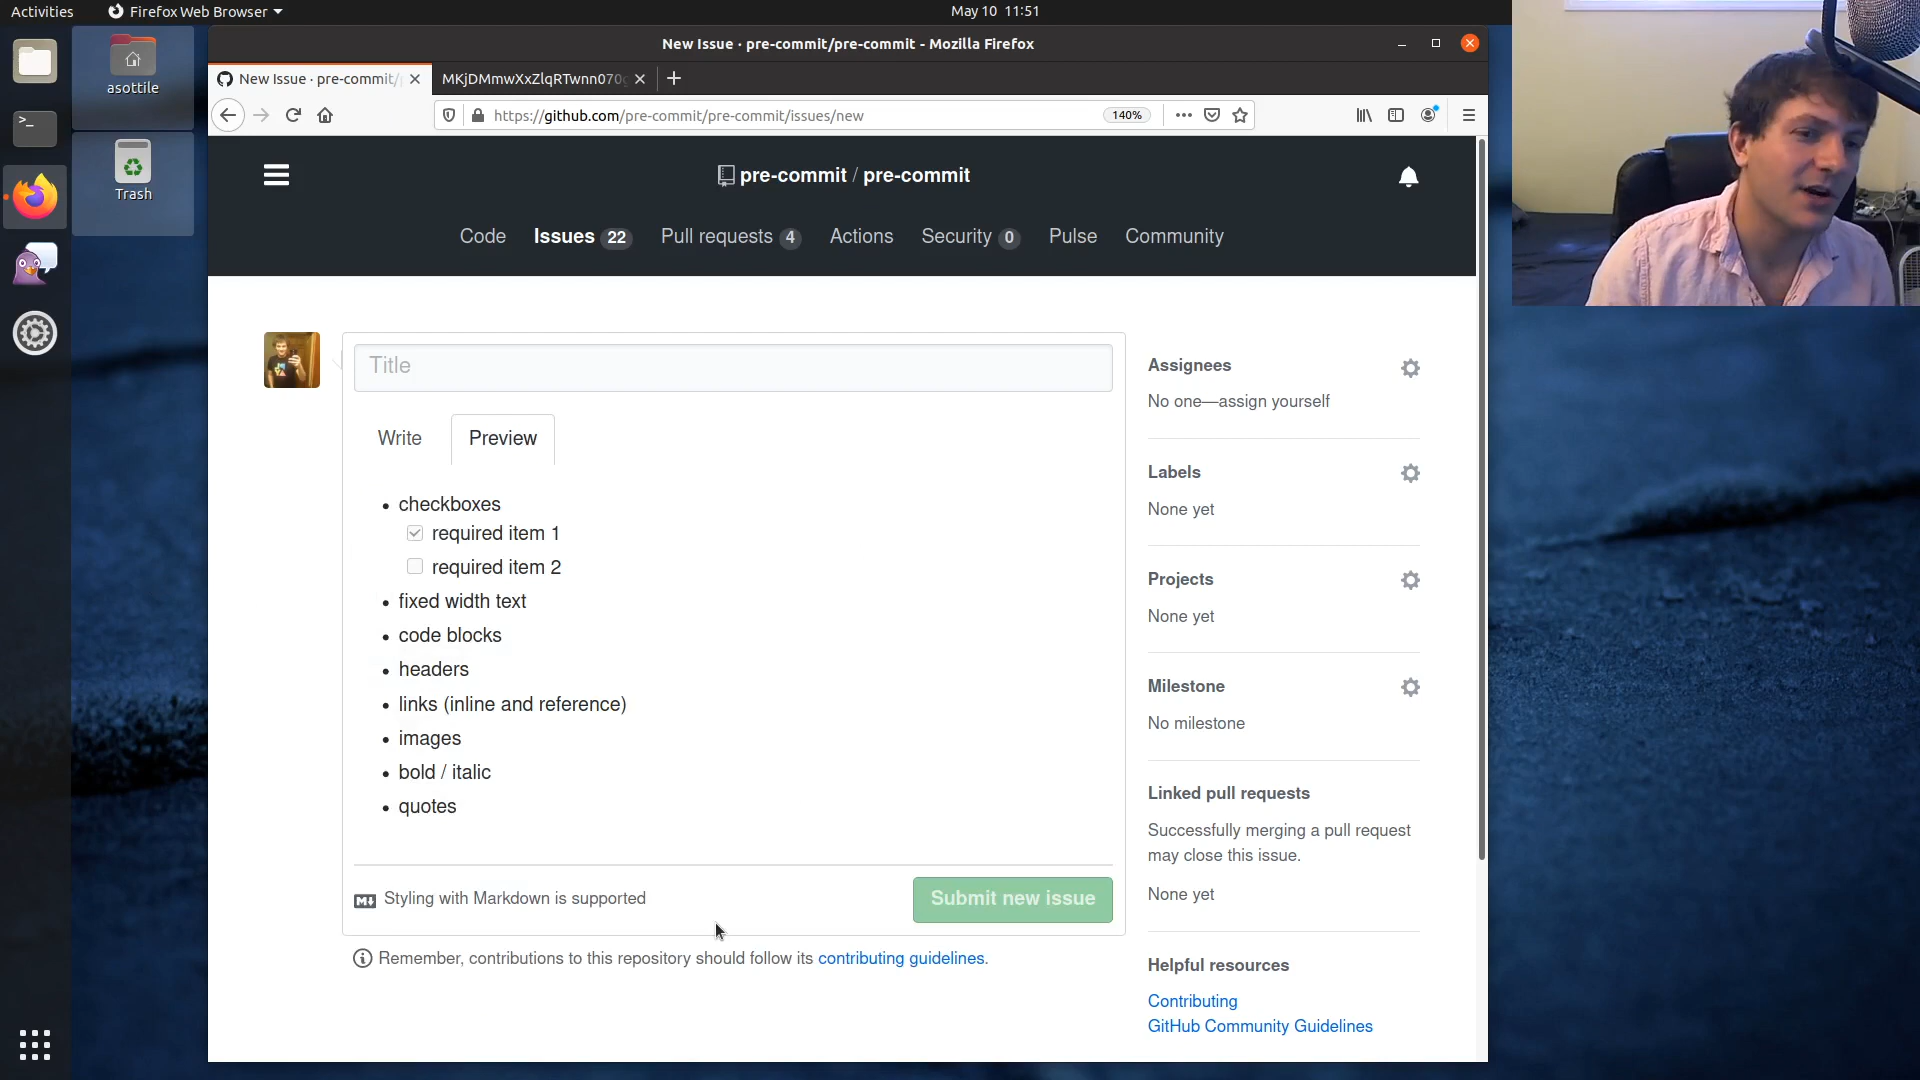 Activities
Firefox Web Browser
May 10 11:51
asottile
Trash
New Issue · pre-commit/pre-commit - Mozilla Firefox
New Issue · pre-commit/
MKjDMmwXxZlqRTwnn070
https://github.com/pre-commit/pre-commit/issues/new
140%
pre-commit / pre-commit
Code
Issues 22
Pull requests 4
Actions
Security 0
Pulse
Community
Title
Write
Preview
• checkboxes
required item 1
required item 2
• fixed width text
• code blocks
• headers
• links (inline and reference)
• images
• bold / italic
• quotes
Styling with Markdown is supported
Submit new issue
Remember, contributions to this repository should follow its contributing guidelines.
Assignees
No one—assign yourself
Labels
None yet
Projects
None yet
Milestone
No milestone
Linked pull requests
Successfully merging a pull request
may close this issue.
None yet
Helpful resources
Contributing
GitHub Community Guidelines